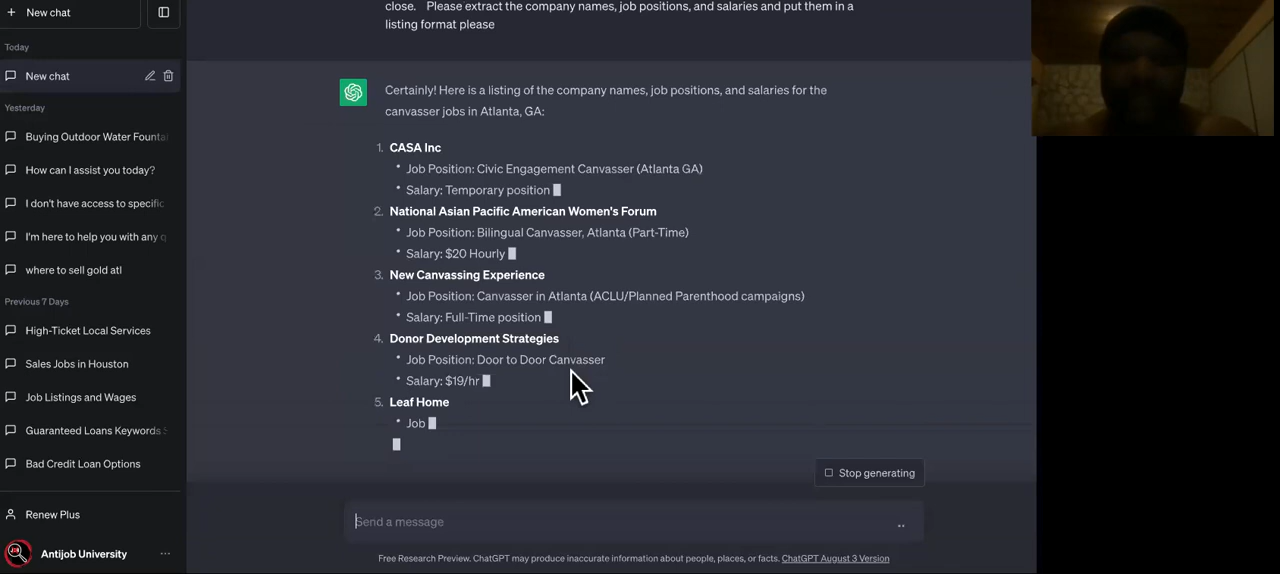 New chat
Today
New chat
Yesterday
Buying Outdoor Water Founta
How can I assist you today?
I don't have access to specific
I'm here to help you with any q
where to sell gold atl
Previous 7 Days
High-Ticket Local Services
Sales Jobs in Houston
Job Listings and Wages
Guaranteed Loans Keywords
Bad Credit Loan Options
Renew Plus
Antijob University
close. Please extract the company names, job positions, and salaries and put them in a
listing format please
Certainly! Here is a listing of the company names, job positions, and salaries for the
canvasser jobs in Atlanta, GA:
1. CASA Inc
• Job Position: Civic Engagement Canvasser (Atlanta GA)
• Salary: Temporary position
2. National Asian Pacific American Women's Forum
• Job Position: Bilingual Canvasser, Atlanta (Part-Time)
• Salary: $20 Hourly
3. New Canvassing Experience
• Job Position: Canvasser in Atlanta (ACLU/Planned Parenthood campaigns)
• Salary: Full-Time position
4. Donor Development Strategies
• Job Position: Door to Door Canvasser
• Salary: $19/hr
5. Leaf Home
• Job
Stop generating
Send a message
Free Research Preview. ChatGPT may produce inaccurate information about people, places, or facts. ChatGPT August 3 Version